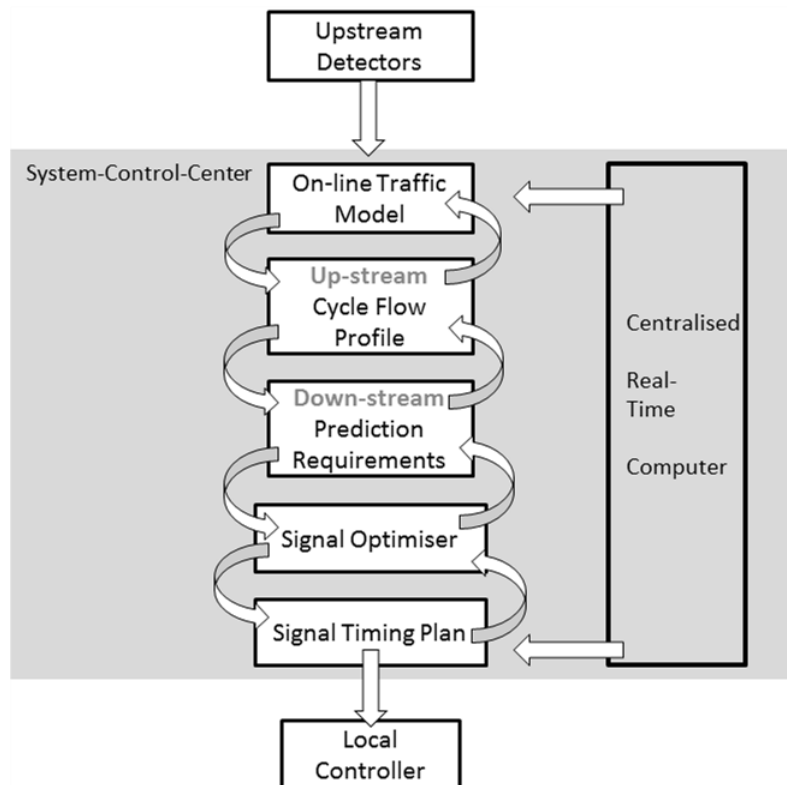 Upstream
Detectors
System-Control-Center
On-line Traffic
Model
Up-stream
Cycle Flow
Profile
Down-stream
Prediction
Requirements
Signal Optimiser
Signal Timing Plan
Local
Controller
Centralised
Real-
Time
Computer